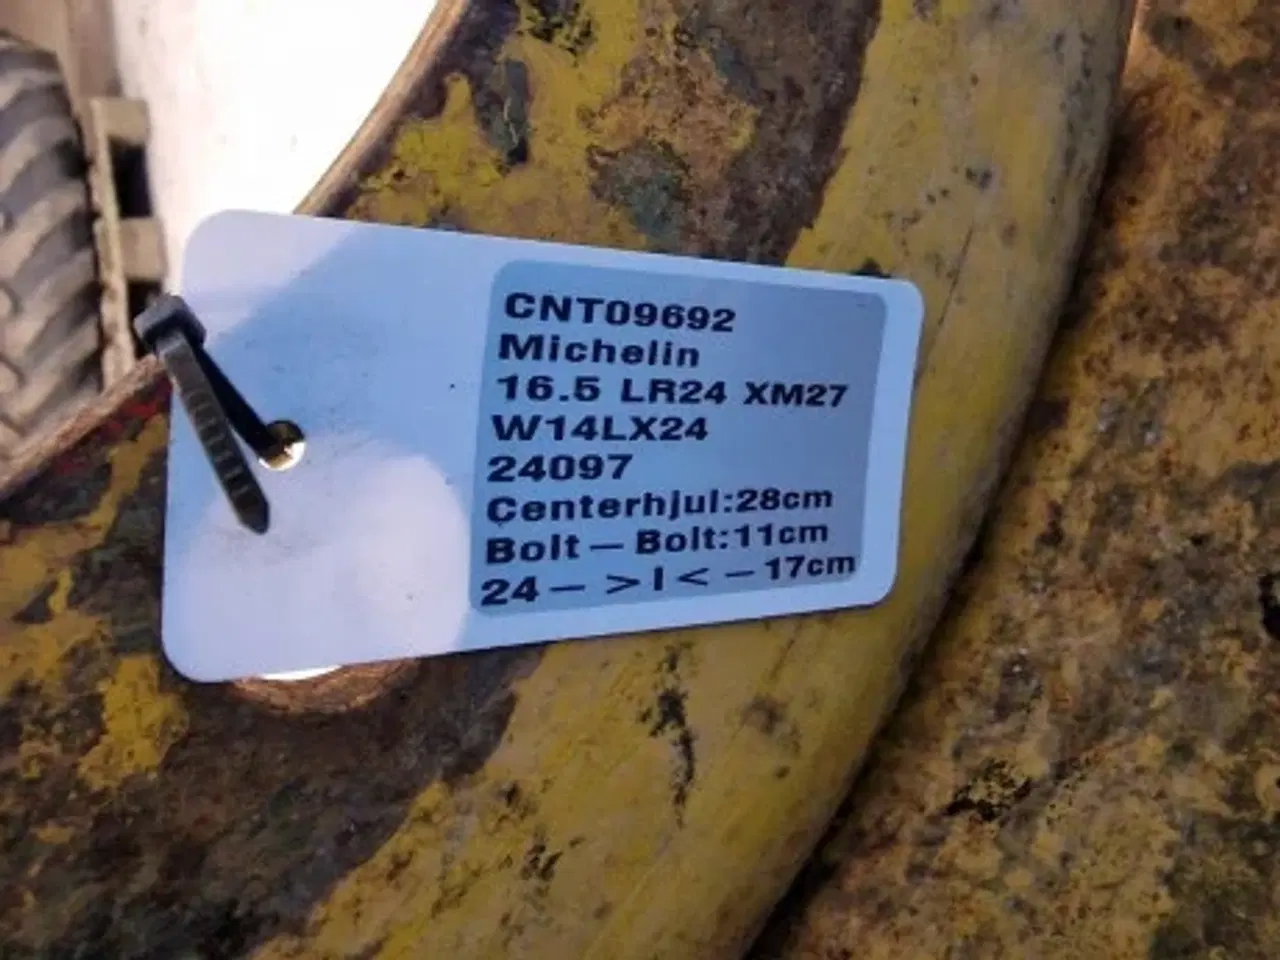 CNT09692
Michelin
16.5 LR24 XM27
W14LX24
24097
Centerhjul:28cm
Bolt – Bolt:11cm
24– >I< –17cm